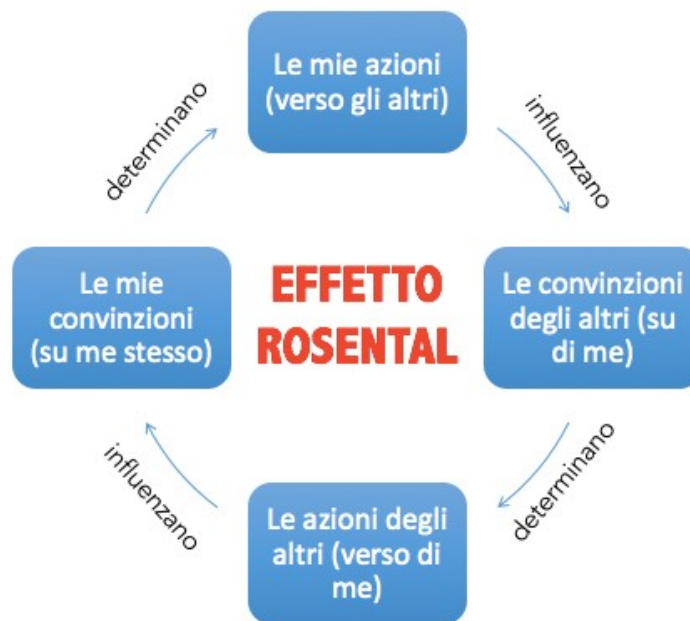 Le mie azioni
(verso gli altri)
influenzano
Le convinzioni
degli altri (su
di me)
determinano
Le azioni degli
altri (verso di
me)
influenzano
Le mie
convinzioni
(su me stesso)
determinano
EFFETTO
ROSENTAL